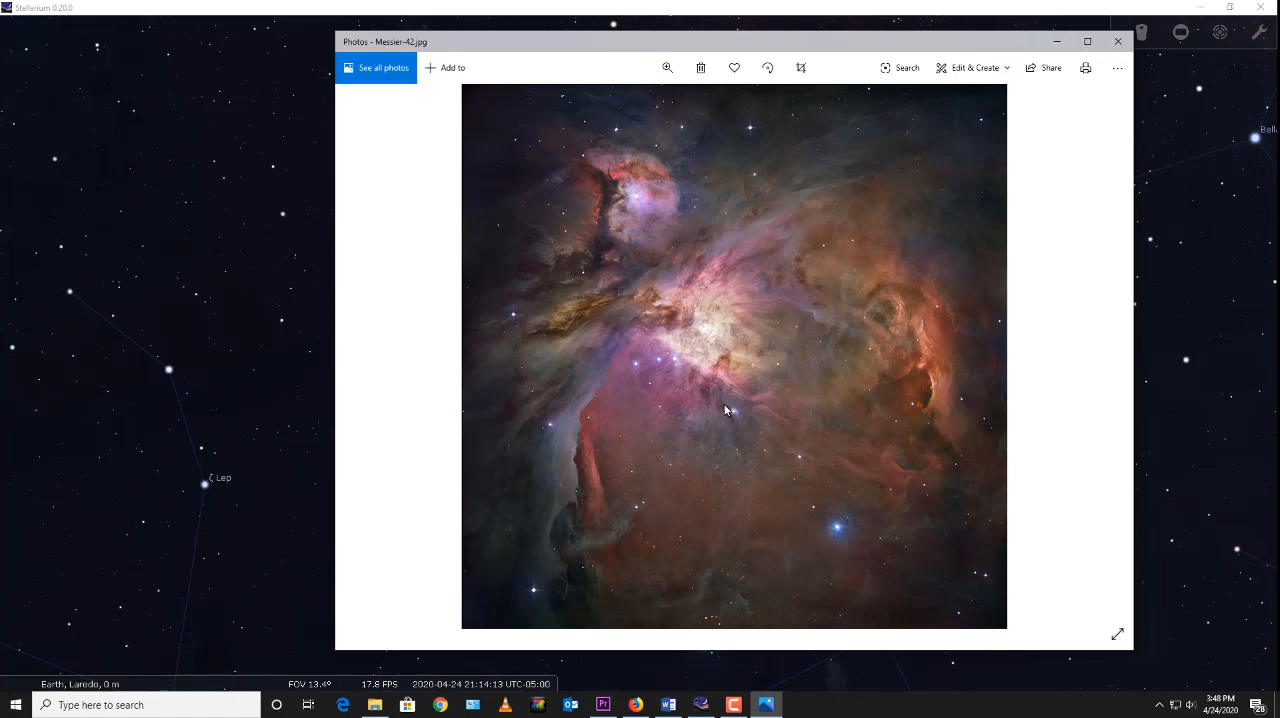 Stellarium 0.20.0
Photos - Messier-42.jpg
See all photos
Add to
Search
Edit & Create
Share
Bell
ζ Lep
Earth, Laredo, 0 m
FOV 13.4°
17.8 FPS
2020-04-24 21:14:13 UTC-05:00
Type here to search
Pr
3:48 PM
4/24/2020
28